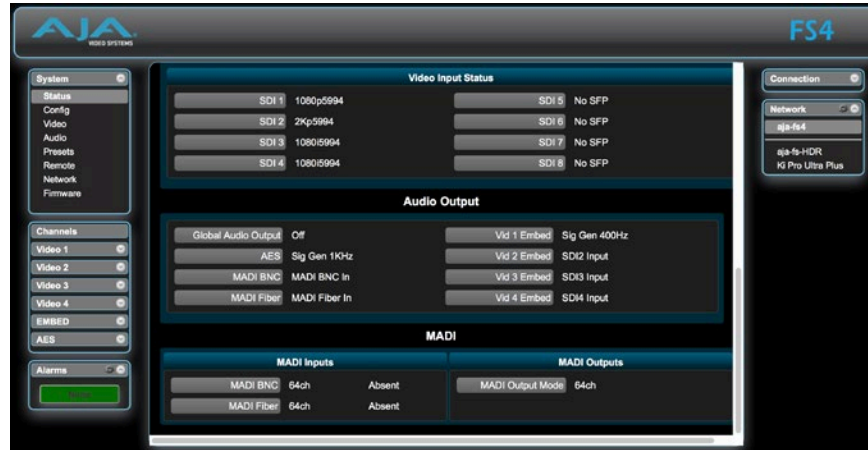 AJA
VIDEO SYSTEMS
FS4
System
Status
Config
Video
Audio
Presets
Remote
Network
Firmware
Channels
Video 1
Video 2
Video 3
Video 4
EMBED
AES
Alarms
Video Input Status
SDI 1 1080p5994 SDI 5 No SFP
SDI 2 2Kp5994 SDI 6 No SFP
SDI 3 1080i5994 SDI 7 No SFP
SDI 4 1080i5994 SDI 8 No SFP
Audio Output
Global Audio Output Off Vid 1 Embed Sig Gen 400Hz
AES Sig Gen 1KHz Vid 2 Embed SDI2 Input
MADI BNC MADI BNC In Vid 3 Embed SDI3 Input
MADI Fiber MADI Fiber In Vid 4 Embed SDI4 Input
MADI
MADI Inputs MADI Outputs
MADI BNC 64ch Absent MADI Output Mode 64ch
MADI Fiber 64ch Absent
Connection
Network
aja-fs4
aja-fs-HDR
Ki Pro Ultra Plus